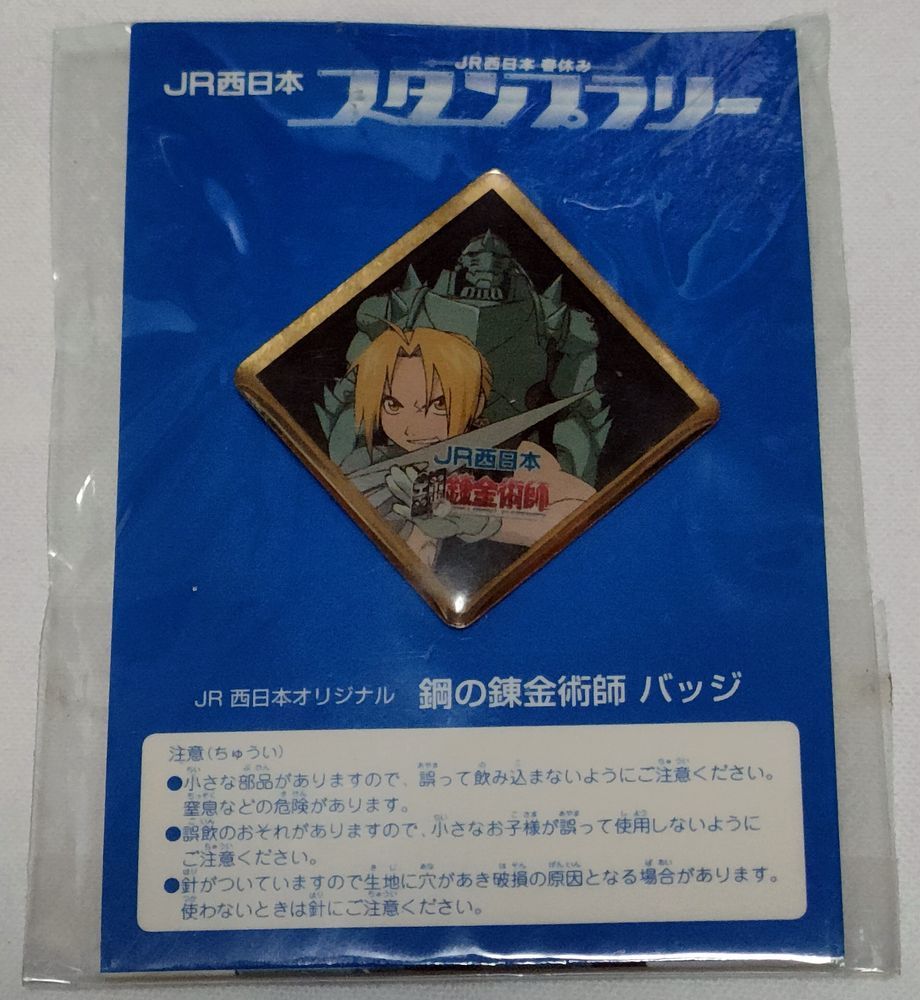 JR西日本
JR西日本 春休み
スタンプラリー
JR西日本
鋼の錬金術師
JR 西日本オリジナル 鋼の錬金術師 バッジ
注意(ちゅうい)
●小さな部品がありますので、誤って飲み込まないようにご注意ください。
窒息などの危険があります。
●誤飲のおそれがありますので、小さなお子様が誤って使用しないように
ご注意ください。
●針がついていますので生地に穴があき破損の原因となる場合があります。
使わないときは針にご注意ください。